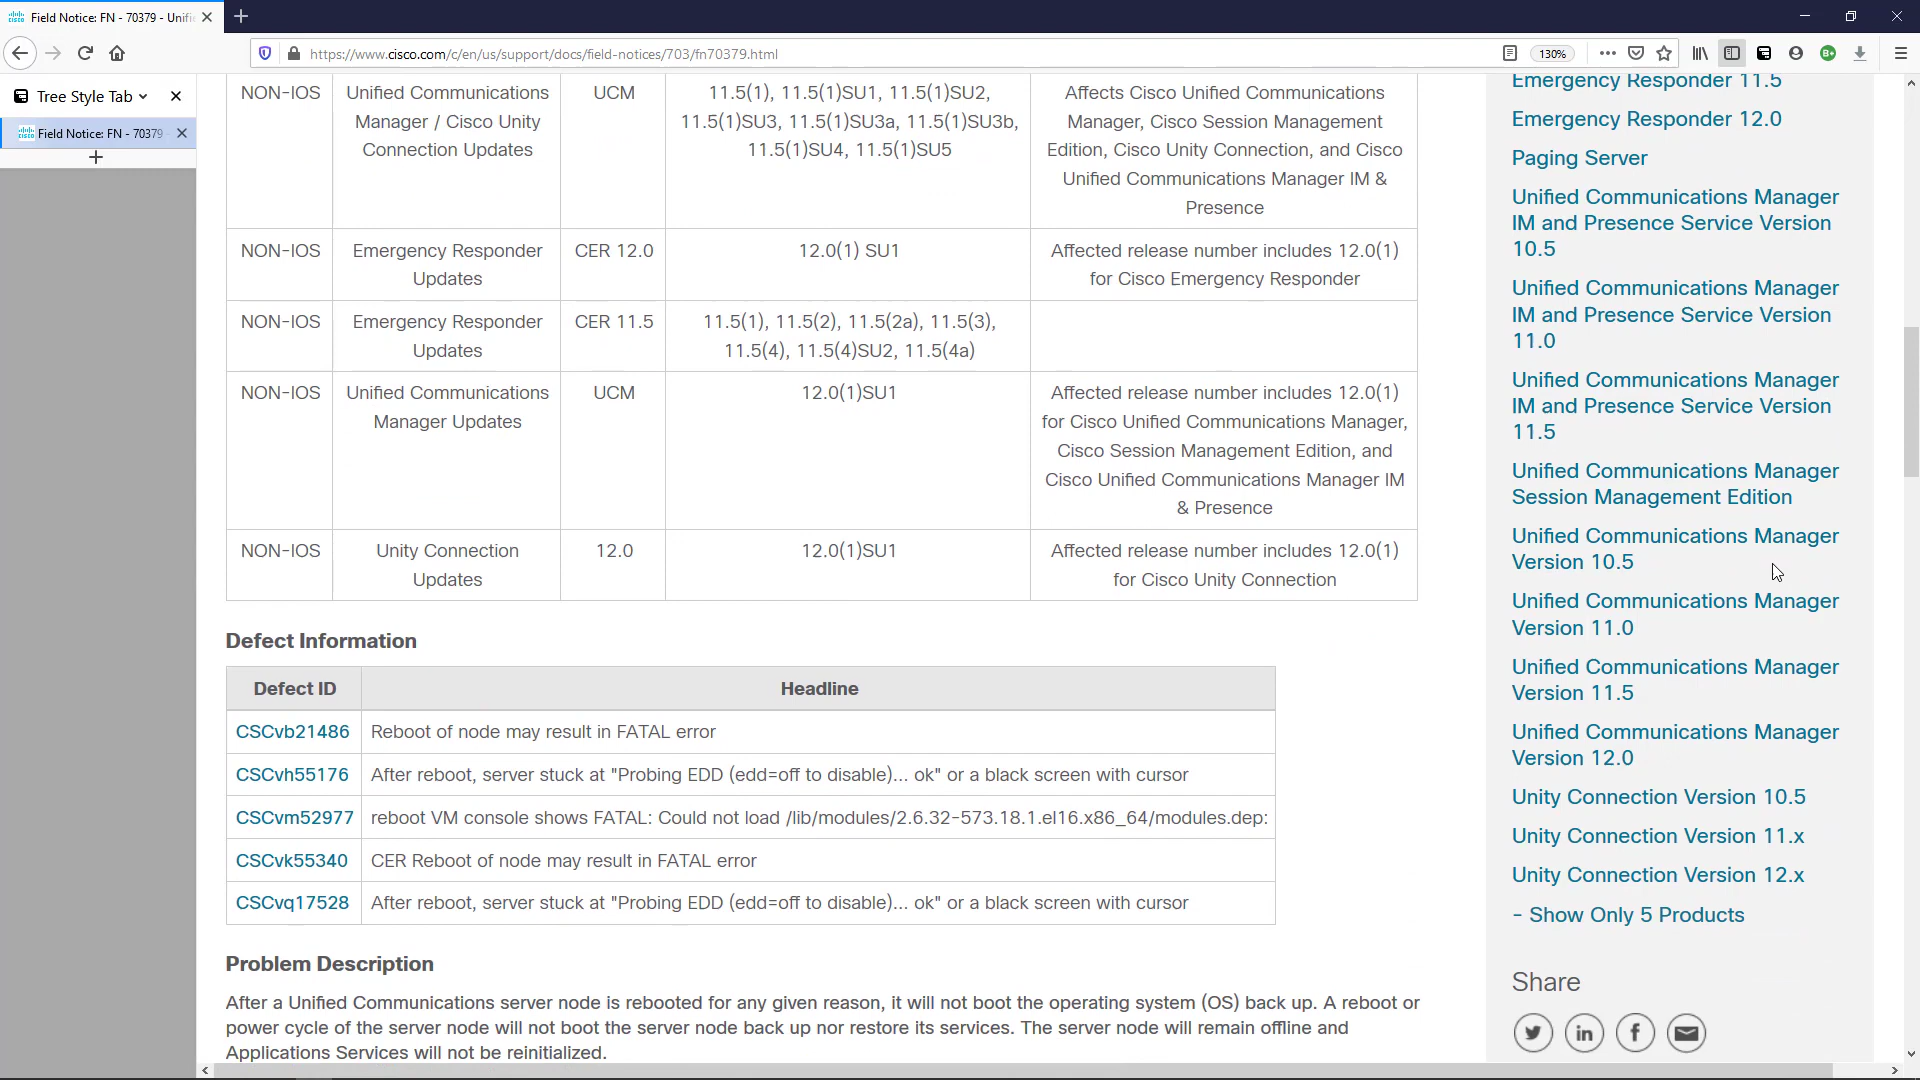 Field Notice: FN - 70379 - Unifi
https://www.cisco.com/c/en/us/support/docs/field-notices/703/fn70379.html
130%
Tree Style Tab
Field Notice: FN - 70379
NON-IOS
Unified Communications
Manager / Cisco Unity
Connection Updates
UCM
11.5(1), 11.5(1)SU1, 11.5(1)SU2,
11.5(1)SU3, 11.5(1)SU3a, 11.5(1)SU3b,
11.5(1)SU4, 11.5(1)SU5
Affects Cisco Unified Communications
Manager, Cisco Session Management
Edition, Cisco Unity Connection, and Cisco
Unified Communications Manager IM &
Presence
NON-IOS
Emergency Responder
Updates
CER 12.0
12.0(1) SU1
Affected release number includes 12.0(1)
for Cisco Emergency Responder
NON-IOS
Emergency Responder
Updates
CER 11.5
11.5(1), 11.5(2), 11.5(2a), 11.5(3),
11.5(4), 11.5(4)SU2, 11.5(4a)
NON-IOS
Unified Communications
Manager Updates
UCM
12.0(1)SU1
Affected release number includes 12.0(1)
for Cisco Unified Communications Manager,
Cisco Session Management Edition, and
Cisco Unified Communications Manager IM
& Presence
NON-IOS
Unity Connection
Updates
12.0
12.0(1)SU1
Affected release number includes 12.0(1)
for Cisco Unity Connection
Defect Information
Defect ID
Headline
CSCvb21486
Reboot of node may result in FATAL error
CSCvh55176
After reboot, server stuck at "Probing EDD (edd=off to disable)... ok" or a black screen with cursor
CSCvm52977
reboot VM console shows FATAL: Could not load /lib/modules/2.6.32-573.18.1.el16.x86_64/modules.dep:
CSCvk55340
CER Reboot of node may result in FATAL error
CSCvq17528
After reboot, server stuck at "Probing EDD (edd=off to disable)... ok" or a black screen with cursor
Problem Description
After a Unified Communications server node is rebooted for any given reason, it will not boot the operating system (OS) back up. A reboot or
power cycle of the server node will not boot the server node back up nor restore its services. The server node will remain offline and
Applications Services will not be reinitialized.
Emergency Responder 11.5
Emergency Responder 12.0
Paging Server
Unified Communications Manager
IM and Presence Service Version
10.5
Unified Communications Manager
IM and Presence Service Version
11.0
Unified Communications Manager
IM and Presence Service Version
11.5
Unified Communications Manager
Session Management Edition
Unified Communications Manager
Version 10.5
Unified Communications Manager
Version 11.0
Unified Communications Manager
Version 11.5
Unified Communications Manager
Version 12.0
Unity Connection Version 10.5
Unity Connection Version 11.x
Unity Connection Version 12.x
- Show Only 5 Products
Share